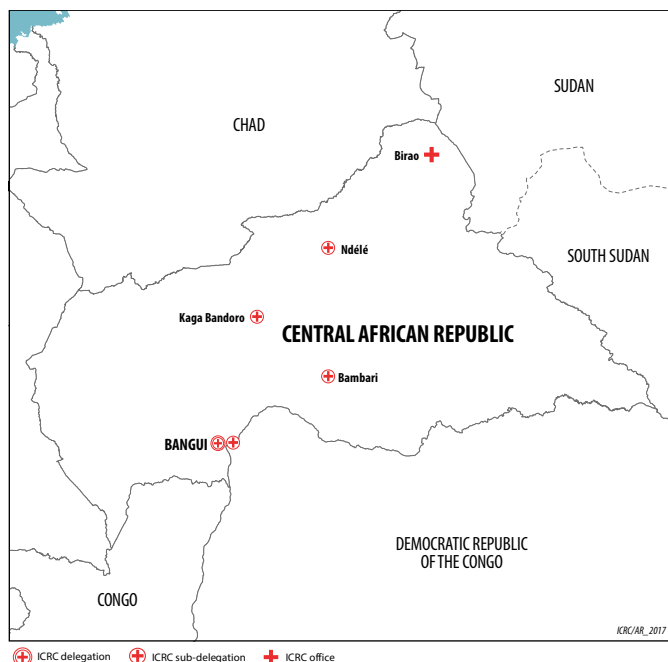 SUDAN
CHAD
Birao
Ndélé
SOUTH SUDAN
Kaga Bandoro
CENTRAL AFRICAN REPUBLIC
Bambari
BANGUI
DEMOCRATIC REPUBLIC
OF THE CONGO
CONGO
ICRC/AR_2017
ICRC delegation ICRC sub-delegation ICRC office